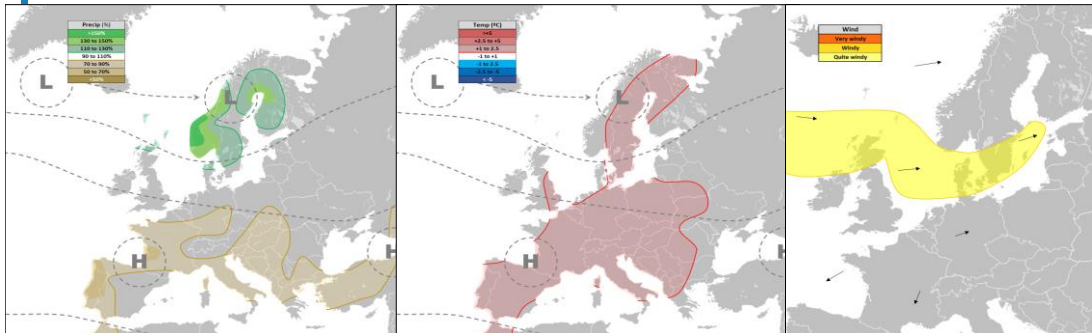 Precip (%)
>150%
130 to 150%
110 to 130%
90 to 110%
70 to 90%
50 to 70%
<50%
L
L
H
H
Temp (ºC)
>+5
+2.5 to +5
+1 to 2.5
-1 to +1
-1 to 2.5
-2.5 to -5
< -5
L
L
H
H
Wind
Very windy
Windy
Quite windy